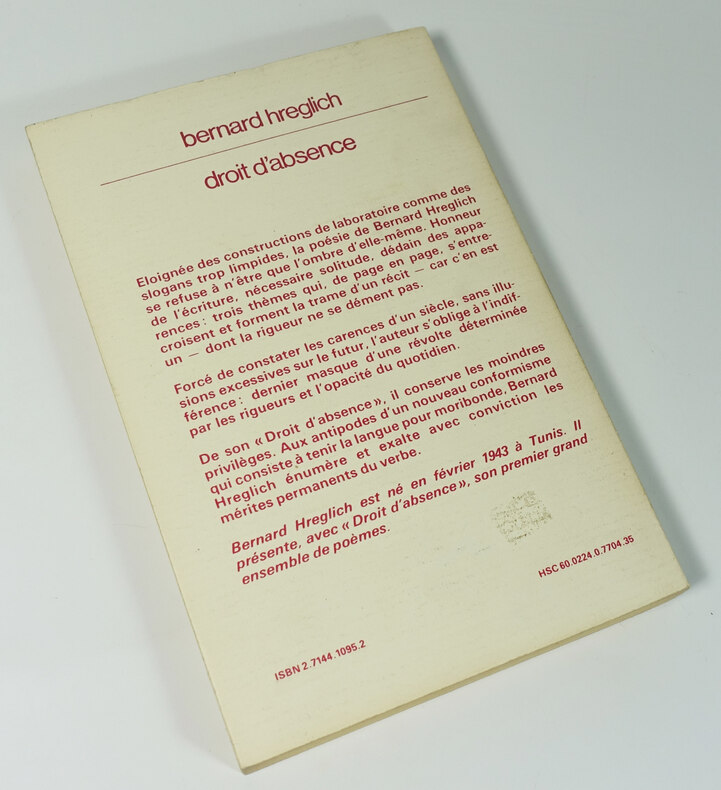 bernard hreglich
droit d'absence
Eloignée des constructions de laboratoire comme des
slogans trop limpides, la poésie de Bernard Hreglich
se refuse à n'être que l'ombre d'elle-même. Honneur
de l'écriture, nécessaire solitude, dédain des appa-
rences : trois thèmes qui, de page en page, s'entre-
croisent et forment la trame d'un récit — car c'en est
un — dont la rigueur ne se dément pas.
Forcé de constater les carences d'un siècle, sans illu-
sions excessives sur le futur, l'auteur s'oblige à l'indif-
férence : dernier masque d'une révolte déterminée
par les rigueurs et l'opacité du quotidien.
De son « Droit d'absence », il conserve les moindres
privilèges. Aux antipodes d'un nouveau conformisme
qui consiste à tenir la langue pour moribonde, Bernard
Hreglich énumère et exalte avec conviction les
mérites permanents du verbe.
Bernard Hreglich est né en février 1943 à Tunis. Il
présente, avec « Droit d'absence », son premier grand
ensemble de poèmes.
HSC 60.0224.0.7704.35
ISBN 2.7144.1095.2